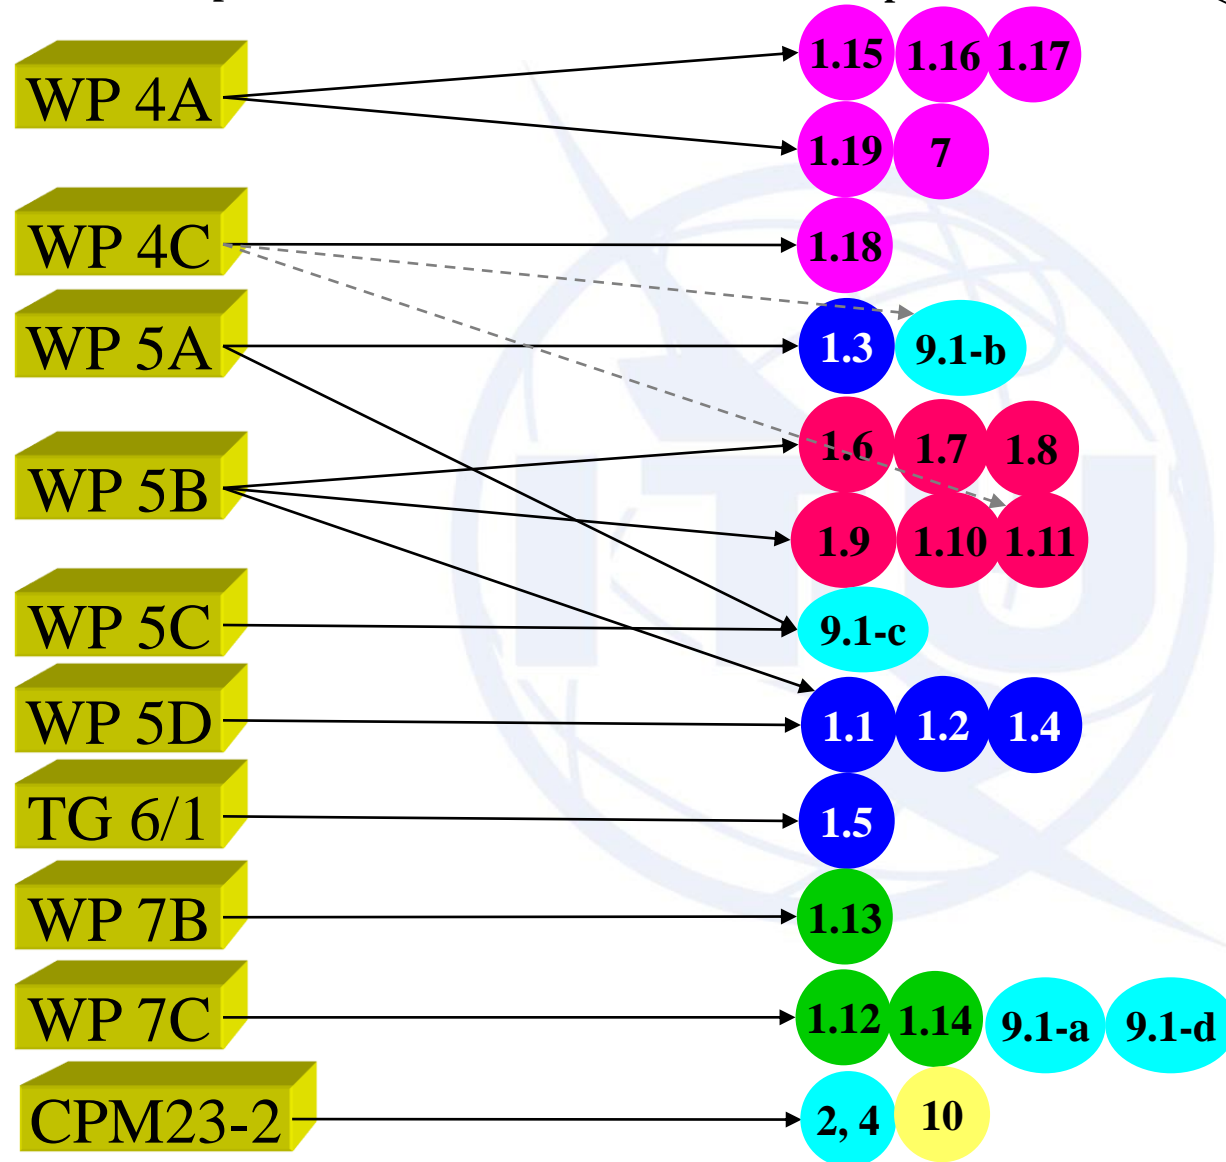 WP 4A
1.15 1.16 1.17
1.19 7
WP 4C
1.18
WP 5A
1.3 9.1-b
WP 5B
1.6 1.7 1.8
1.9 1.10 1.11
WP 5C
9.1-c
WP 5D
1.1 1.2 1.4
TG 6/1
1.5
WP 7B
1.13
WP 7C
1.12 1.14 9.1-a 9.1-d
CPM23-2
2, 4 10
ITU